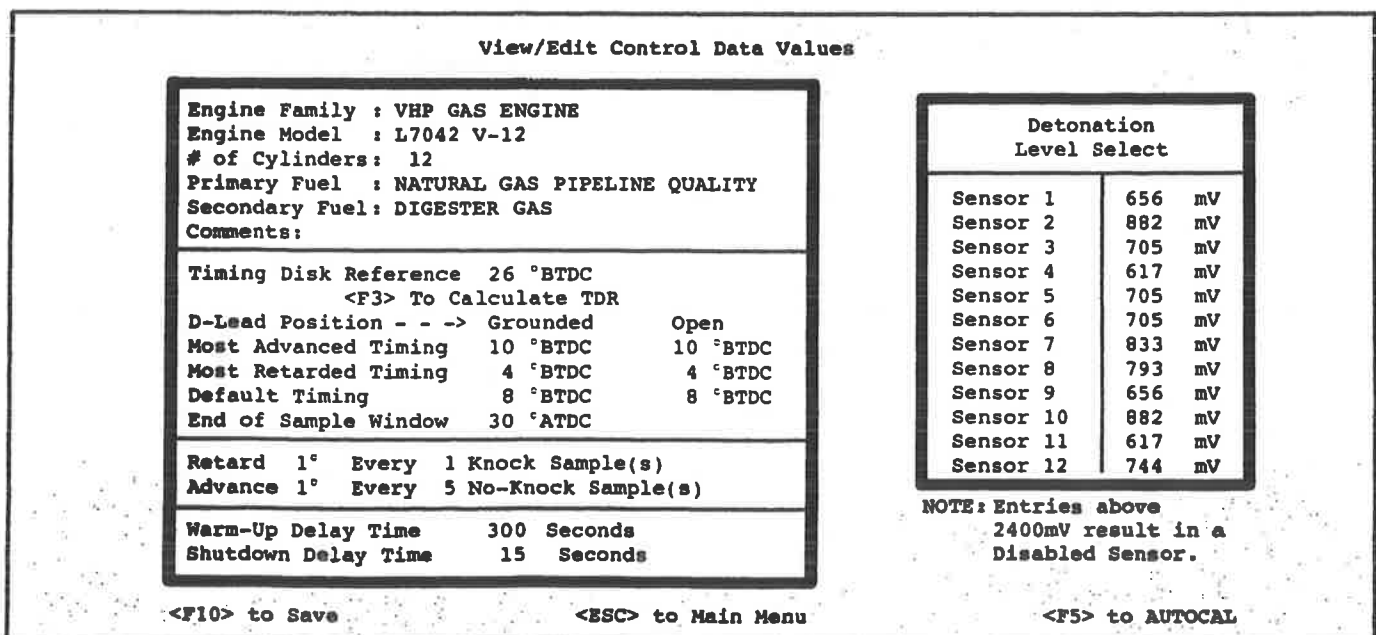 View/Edit Control Data Values
Engine Family : VHP GAS ENGINE
Engine Model : L7042 V-12
# of Cylinders: 12
Primary Fuel : NATURAL GAS PIPELINE QUALITY
Secondary Fuel: DIGESTER GAS
Comments:
Timing Disk Reference 26 °BTDC
<F3> To Calculate TDR
D-Lead Position - - -> Grounded Open
Most Advanced Timing 10 °BTDC 10 °BTDC
Most Retarded Timing 4 °BTDC 4 °BTDC
Default Timing 8 °BTDC 8 °BTDC
End of Sample Window 30 °ATDC
Retard 1° Every 1 Knock Sample(s)
Advance 1° Every 5 No-Knock Sample(s)
Warm-Up Delay Time 300 Seconds
Shutdown Delay Time 15 Seconds
Detonation
Level Select
Sensor 1 656 mV
Sensor 2 882 mV
Sensor 3 705 mV
Sensor 4 617 mV
Sensor 5 705 mV
Sensor 6 705 mV
Sensor 7 833 mV
Sensor 8 793 mV
Sensor 9 656 mV
Sensor 10 882 mV
Sensor 11 617 mV
Sensor 12 744 mV
NOTE: Entries above
2400mV result in a
Disabled Sensor.
<F10> to Save <ESC> to Main Menu <F5> to AUTOCAL